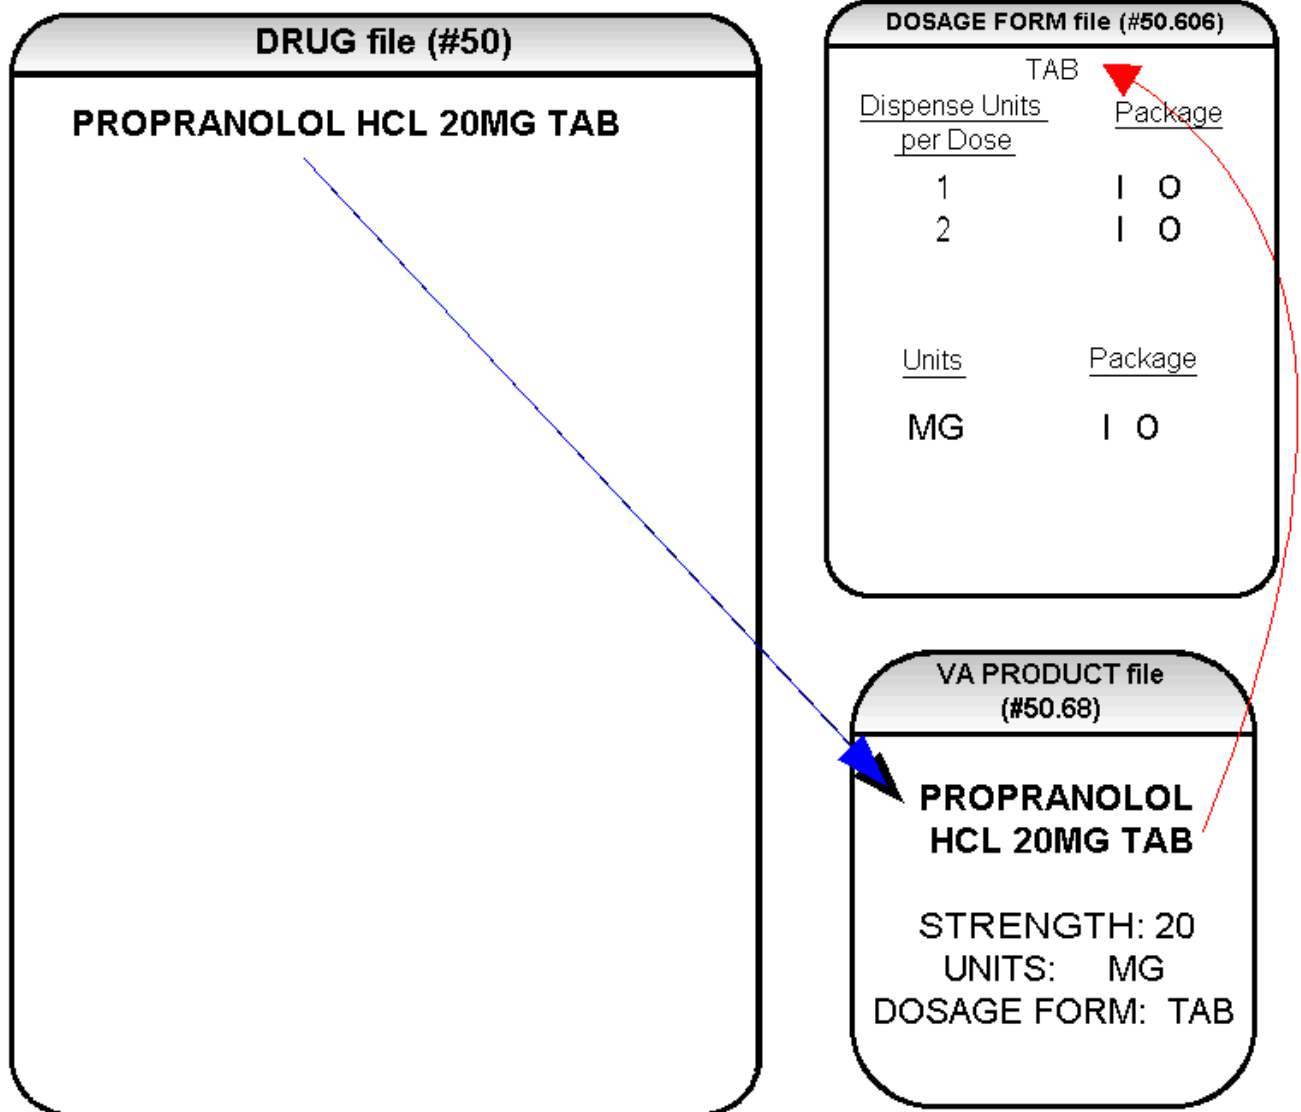 DRUG file (#50)
PROPRANOLOL HCL 20MG TAB
DOSAGE FORM file (#50.606)
TAB
Dispense Units Package
per Dose
1 I O
2 I O
Units Package
MG I O
VA PRODUCT file
(#50.68)
PROPRANOLOL
HCL 20MG TAB
STRENGTH: 20
UNITS: MG
DOSAGE FORM: TAB